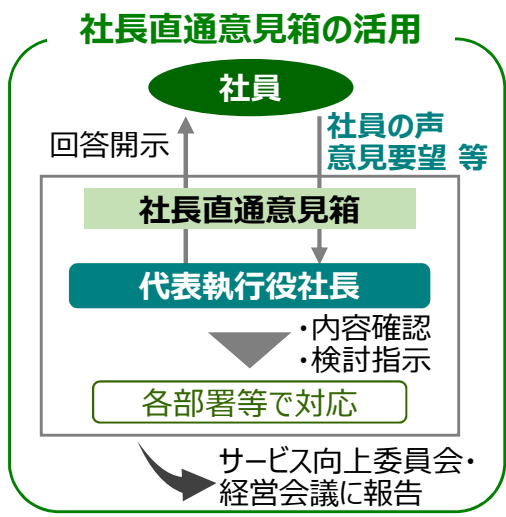 社長直通意見箱の活用
社員
回答開示
社員の声
意見要望 等
社長直通意見箱
代表執行役社長
・内容確認
・検討指示
各部署等で対応
サービス向上委員会・
経営会議に報告